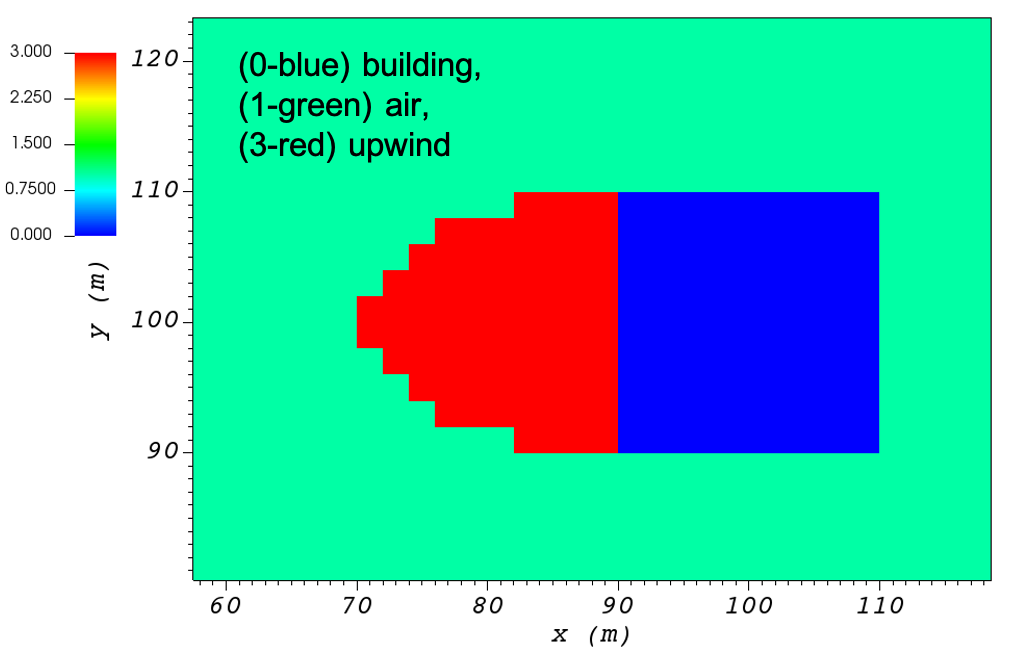 (0-blue) building,
(1-green) air,
(3-red) upwind
3.000
2.250
1.500
0.7500
0.000
120
110
100
90
y (m)
60 70 80 90 100 110
x (m)